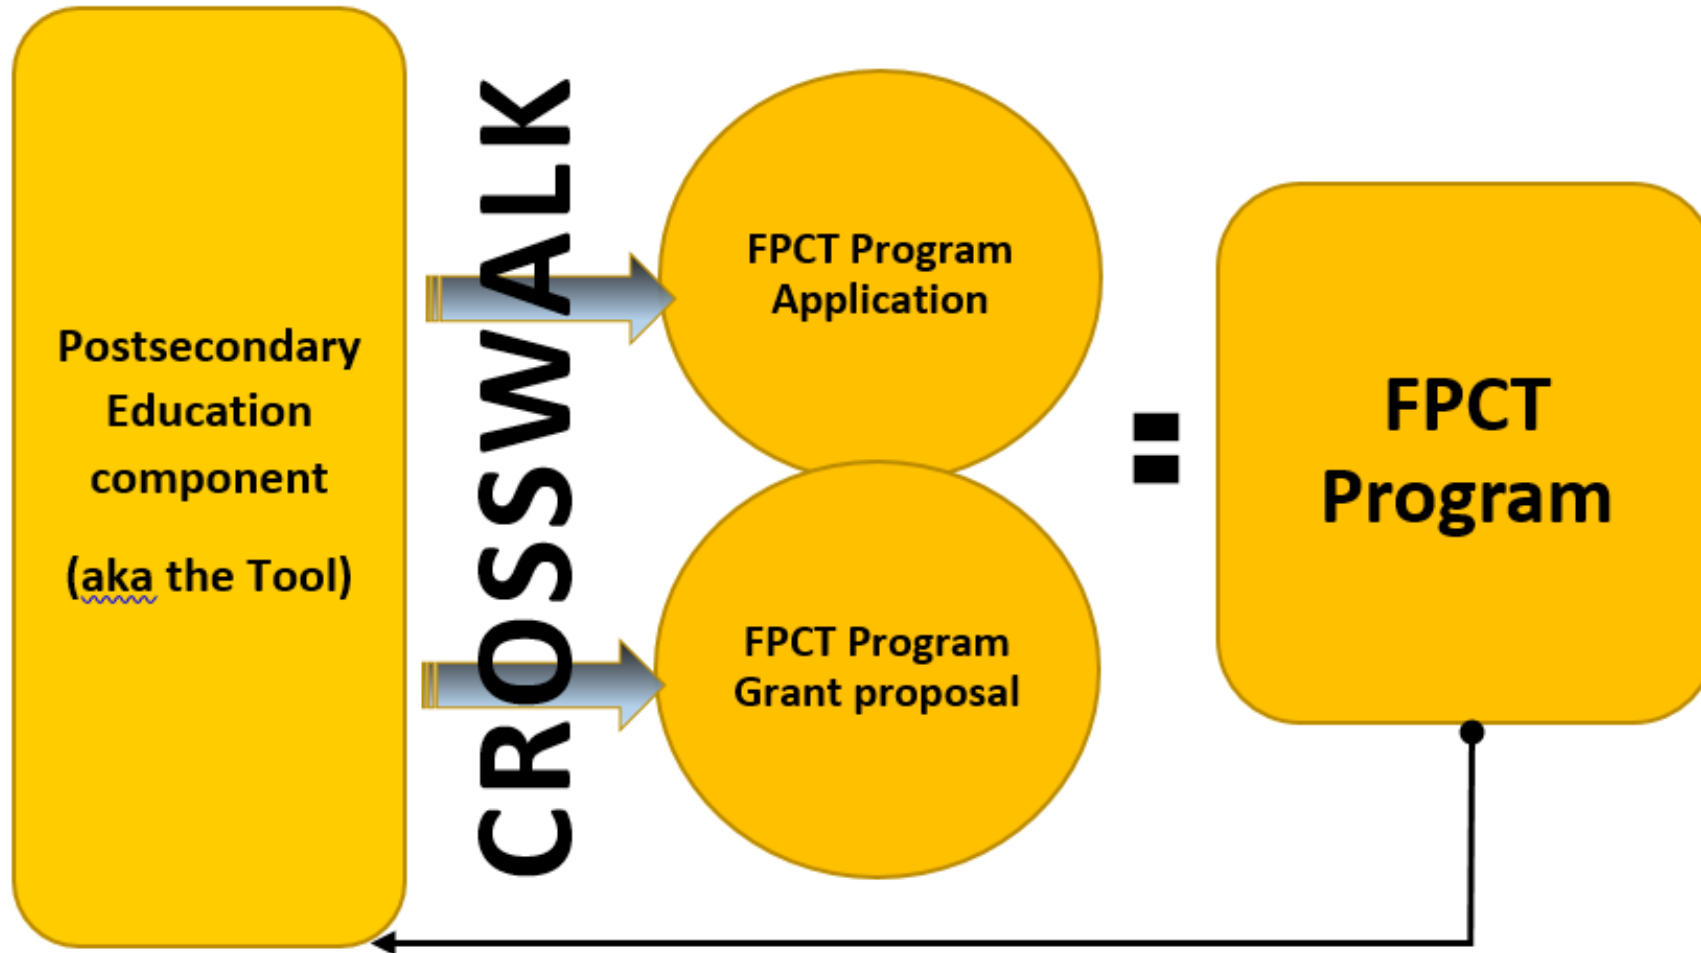 Postsecondary
Education
component
(aka the Tool)
CROSSWALK
FPCT Program
Application
FPCT Program
Grant proposal
=
FPCT
Program